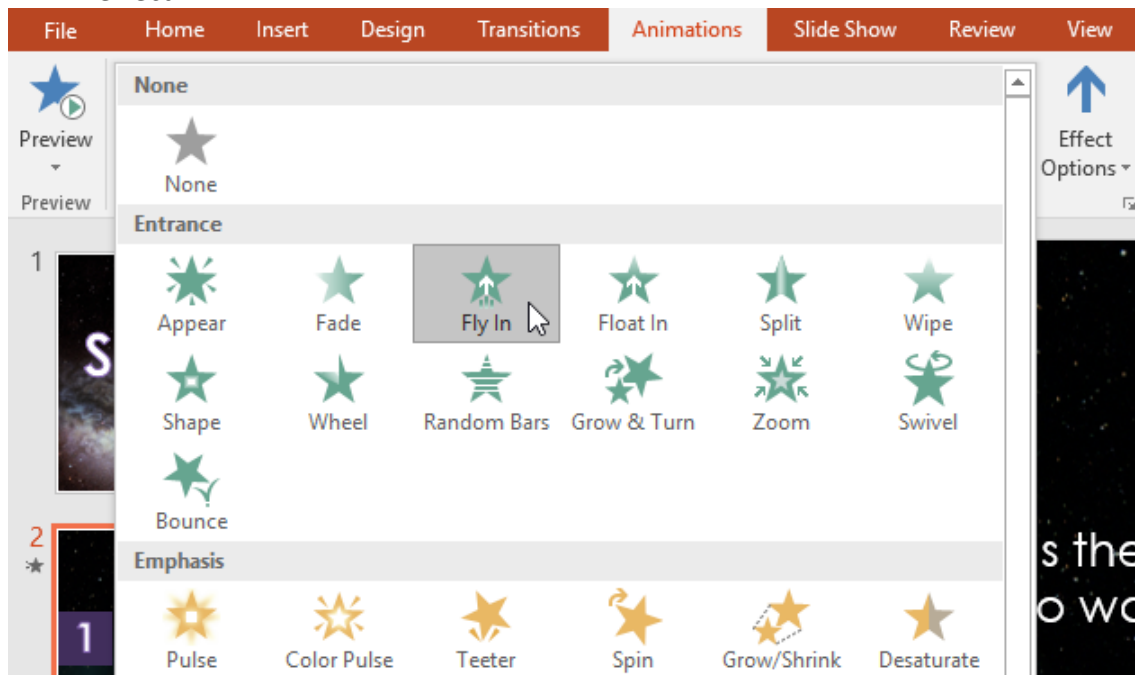 File Home Insert Design Transitions Animations Slide Show Review View
None
Preview
None
Effect
Options
Preview
Entrance
1
Appear Fade Fly In Float In Split Wipe
S
Shape Wheel Random Bars Grow & Turn Zoom Swivel
Bounce
2
Emphasis
s the
o wo
1
Pulse Color Pulse Teeter Spin Grow/Shrink Desaturate